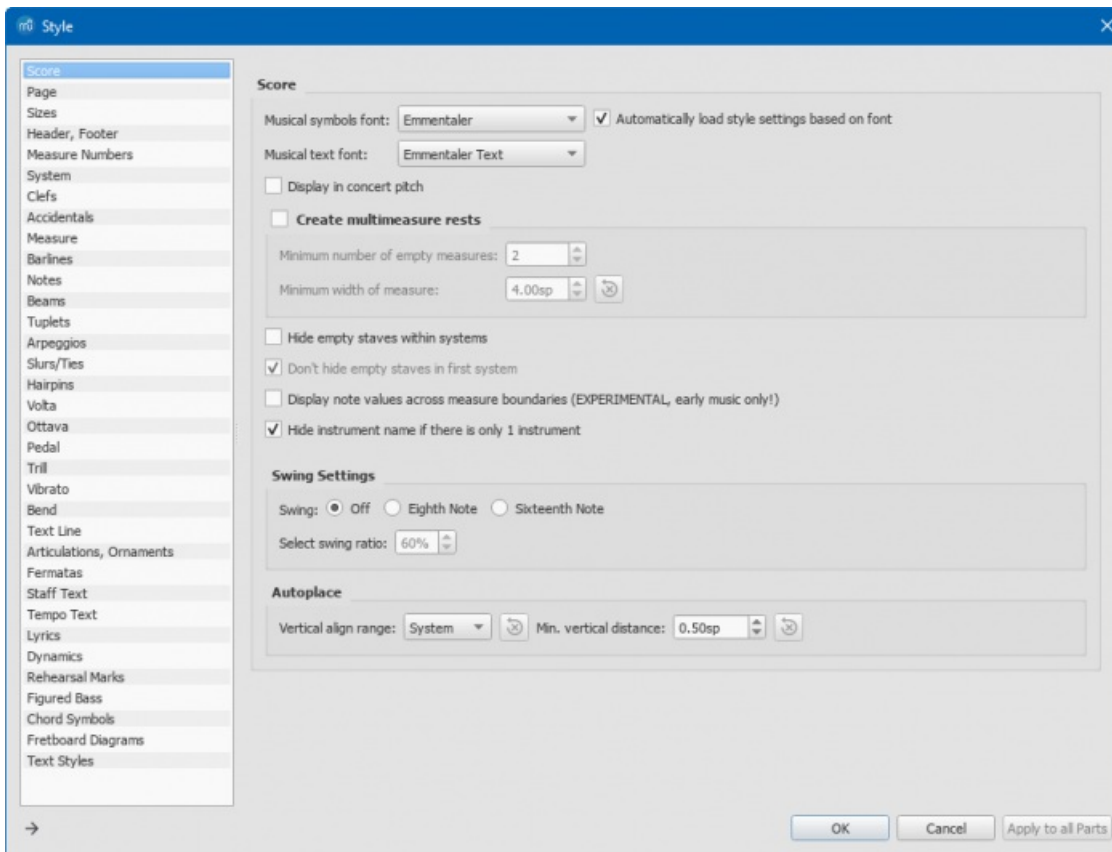 mû Style
Score
Page
Sizes
Header, Footer
Measure Numbers
System
Clefs
Accidentals
Measure
Barlines
Notes
Beams
Tuplets
Arpeggios
Slurs/Ties
Hairpins
Volta
Ottava
Pedal
Trill
Vibrato
Bend
Text Line
Articulations, Ornaments
Fermatas
Staff Text
Tempo Text
Lyrics
Dynamics
Rehearsal Marks
Figured Bass
Chord Symbols
Fretboard Diagrams
Text Styles
Score
Musical symbols font: Emmentaler Automatically load style settings based on font
Musical text font: Emmentaler Text
Display in concert pitch
Create multimeasure rests
Minimum number of empty measures: 2
Minimum width of measure: 4.00sp
Hide empty staves within systems
Don't hide empty staves in first system
Display note values across measure boundaries (EXPERIMENTAL, early music only!)
Hide instrument name if there is only 1 instrument
Swing Settings
Swing: Off Eighth Note Sixteenth Note
Select swing ratio: 60%
Autoplace
Vertical align range: System Min. vertical distance: 0.50sp
OK Cancel Apply to all Parts